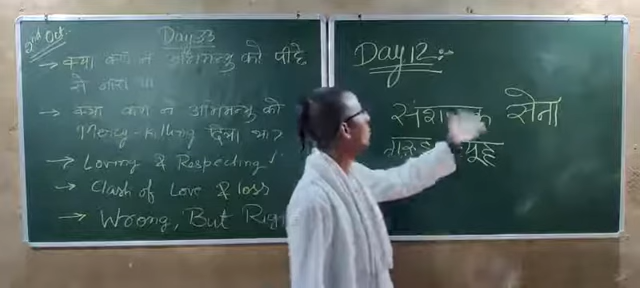 2nd Oct.
Day 33
→ क्या कर्ण ने अभिमन्यु को पीछे
से मारा था
→ क्या कर्ण ने अभिमन्यु को
Mercy-killing दिया था?
→ Loving & Respecting
→ Clash of Love & loss
→ Wrong, But Rig
Day 12:-
सेना